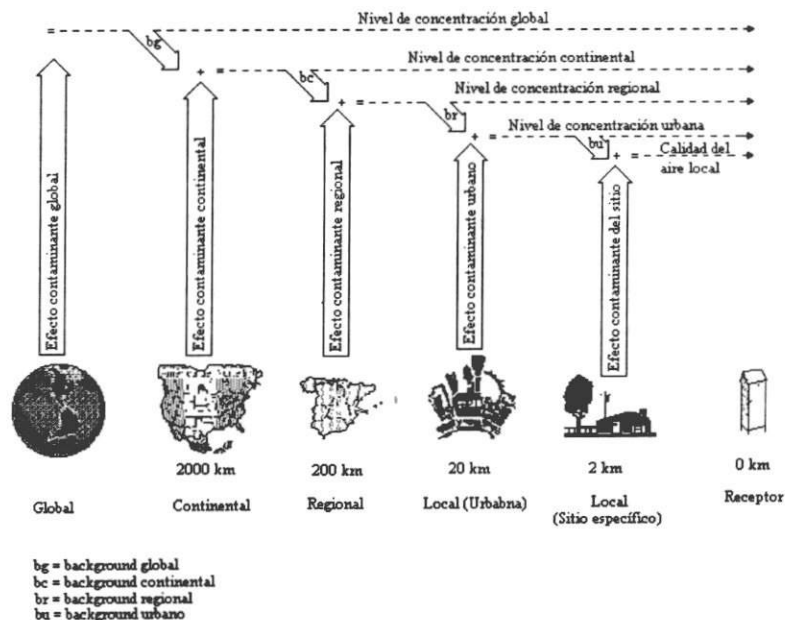 Nivel de concentración global
=
bg
Nivel de concentración continental
+ =
bc
Nivel de concentración regional
+ =
br
Nivel de concentración urbana
+ =
bu
Calidad del
aire local
+ =
Efecto contaminante global
Efecto contaminante continental
Efecto contaminante regional
Efecto contaminante urbano
Efecto contaminante del sitio
2000 km
200 km
20 km
2 km
0 km
Global
Continental
Regional
Local (Urbabna)
Local
(Sitio específico)
Receptor
bg = background global
bc = background continental
br = background regional
bu = background urbano